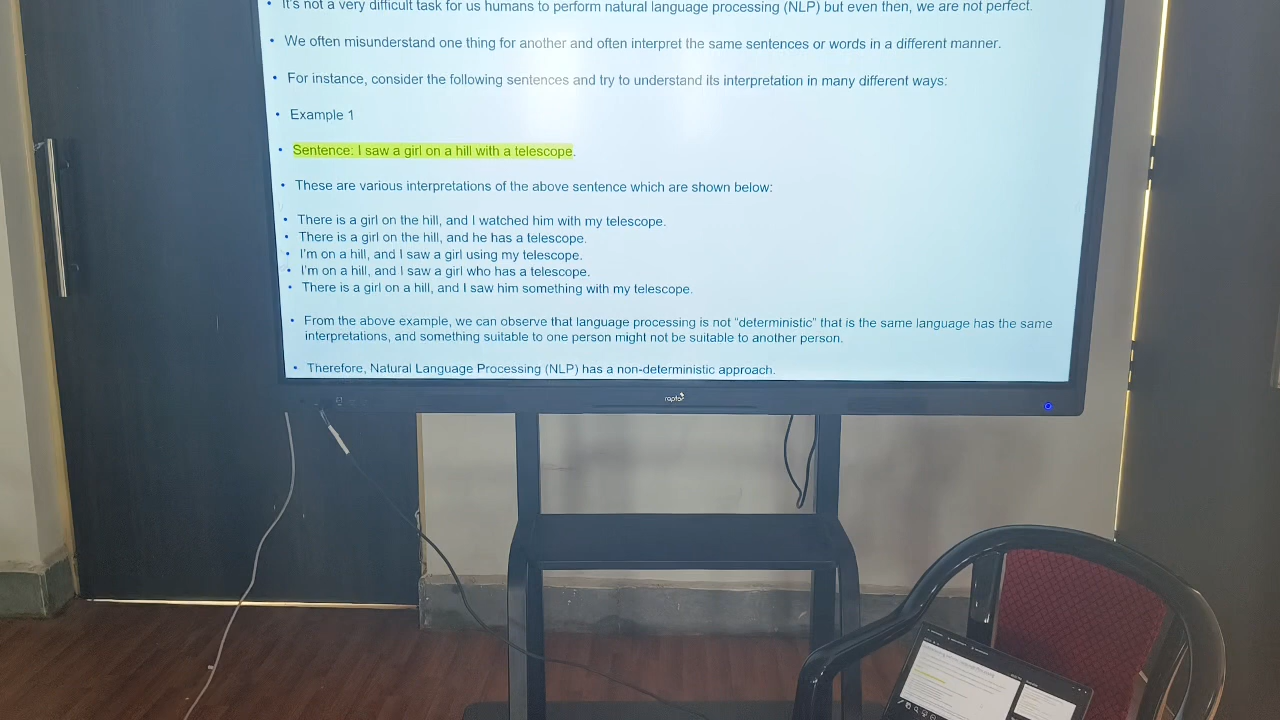 It's not a very difficult task for us humans to perform natural language processing (NLP) but even then, we are not perfect.
We often misunderstand one thing for another and often interpret the same sentences or words in a different manner.
For instance, consider the following sentences and try to understand its interpretation in many different ways:
Example 1
Sentence: I saw a girl on a hill with a telescope.
These are various interpretations of the above sentence which are shown below:
There is a girl on the hill, and I watched him with my telescope.
There is a girl on the hill, and he has a telescope.
I'm on a hill, and I saw a girl using my telescope.
I'm on a hill, and I saw a girl who has a telescope.
There is a girl on a hill, and I saw him something with my telescope.
From the above example, we can observe that language processing is not “deterministic” that is the same language has the same
interpretations, and something suitable to one person might not be suitable to another person.
Therefore, Natural Language Processing (NLP) has a non-deterministic approach.
raptor